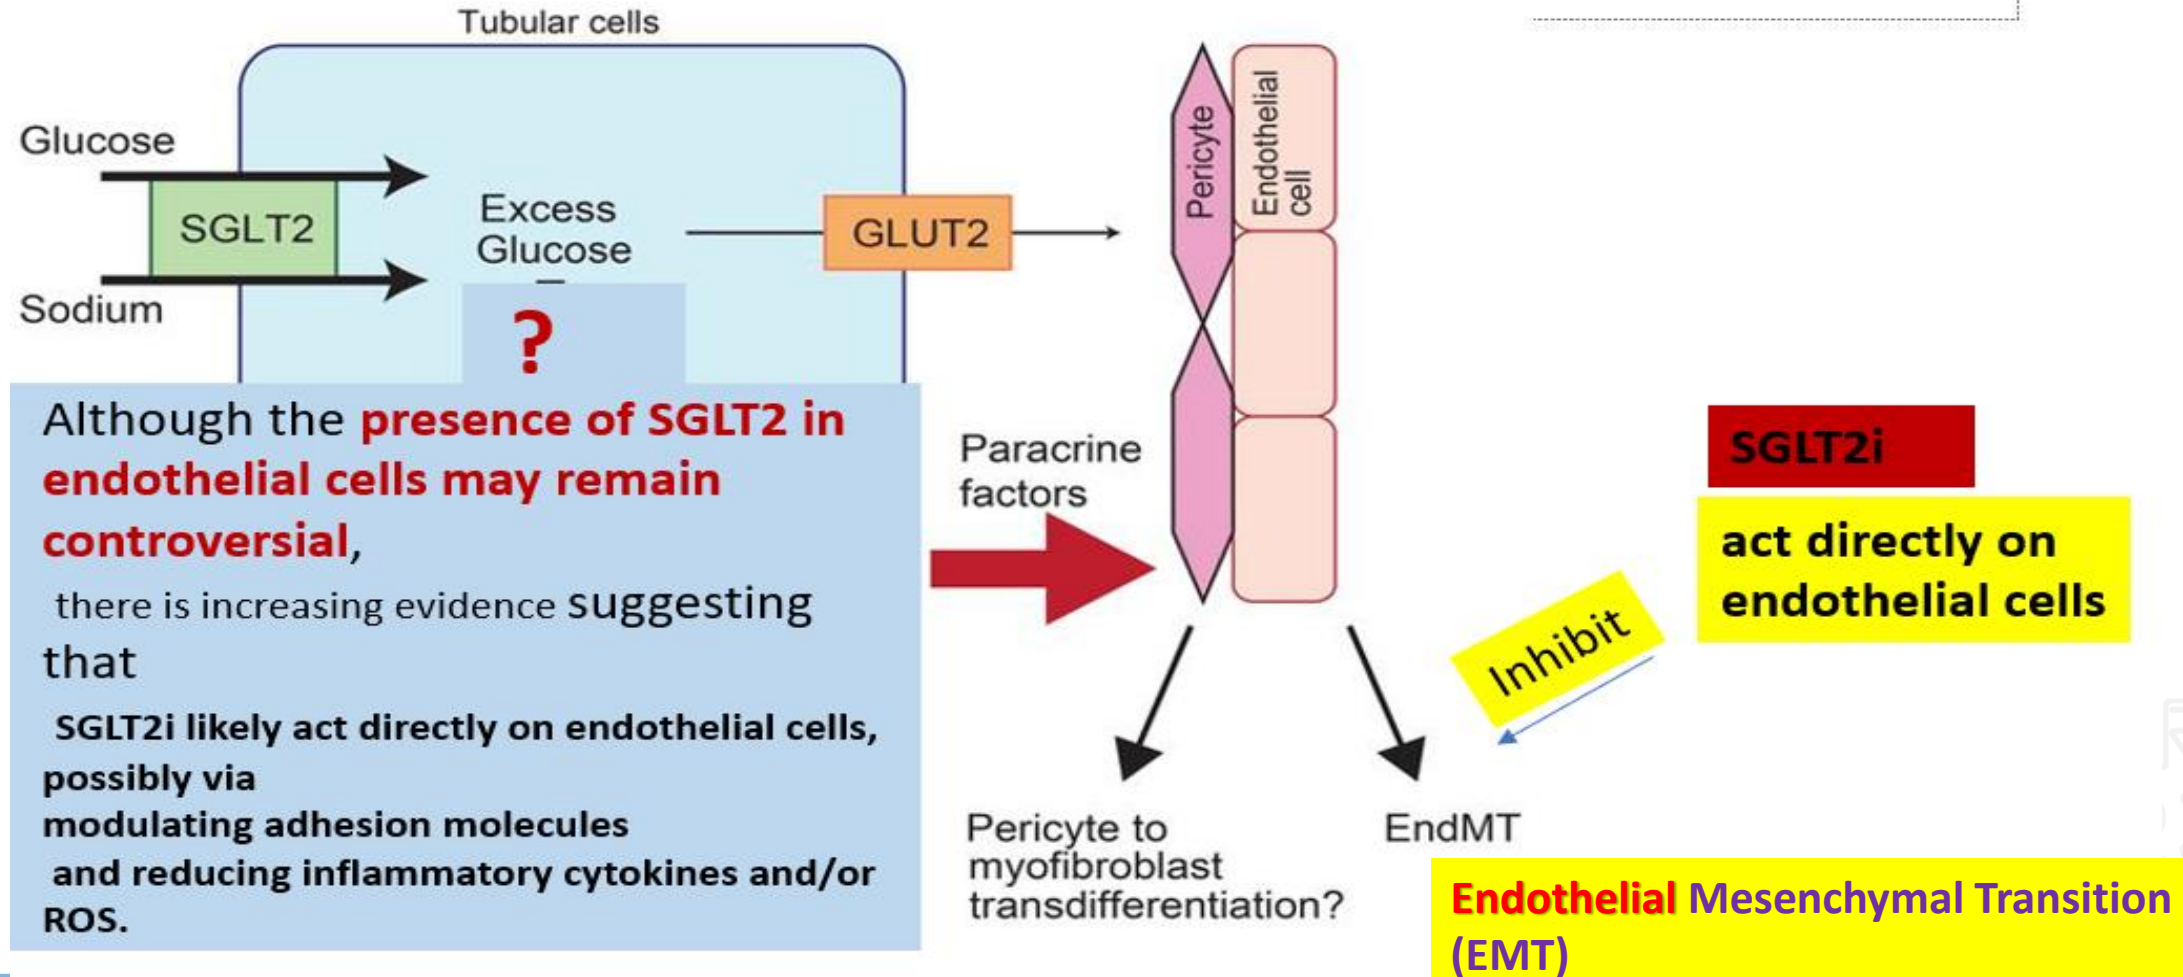 Tubular cells
Glucose
SGLT2
Sodium
Excess
Glucose
GLUT2
Pericyte
Endothelial
cell
?
Although the presence of SGLT2 in
endothelial cells may remain
controversial,
there is increasing evidence suggesting
that
SGLT2i likely act directly on endothelial cells,
possibly via
modulating adhesion molecules
and reducing inflammatory cytokines and/or
ROS.
Paracrine
factors
SGLT2i
act directly on
endothelial cells
Inhibit
Pericyte to
myofibroblast
transdifferentiation?
EndMT
Endothelial Mesenchymal Transition
(EMT)